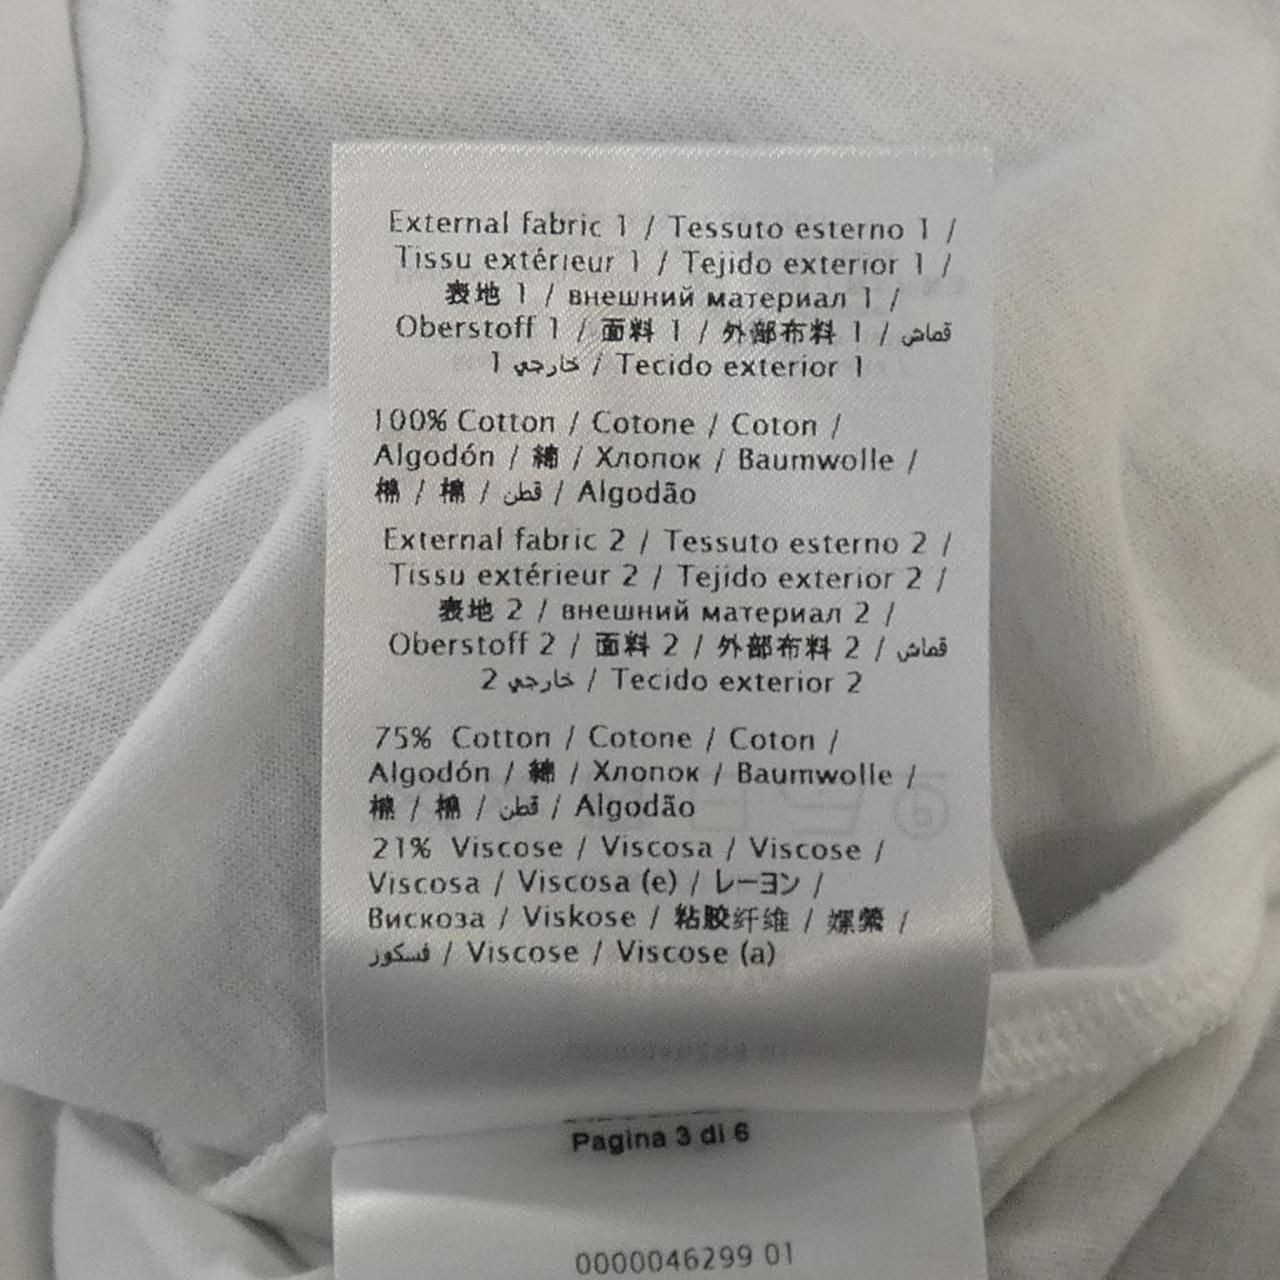 External fabric 1 / Tessuto esterno 1 /
Tissu extérieur 1 / Tejido exterior 1 /
表地 1 / внешний материал 1 /
Oberstoff 1 / 面料 1 / 外部布料 1 / قماش
1 خارجي / Tecido exterior 1
100% Cotton / Cotone / Coton /
Algodón / 綿 / Хлопок / Baumwolle /
棉 / 棉 / قطن / Algodão
External fabric 2 / Tessuto esterno 2 /
Tissu extérieur 2 / Tejido exterior 2 /
表地 2 / внешний материал 2 /
Oberstoff 2 / 面料 2 / 外部布料 2 / قماش
2 خارجي / Tecido exterior 2
75% Cotton / Cotone / Coton /
Algodón / 綿 / Хлопок / Baumwolle /
棉 / 棉 / قطن / Algodão
21% Viscose / Viscosa / Viscose /
Viscosa / Viscosa (e) / レーヨン /
Вискоза / Viskose / 粘胶纤维 / 嫘縈 /
فسكوز / Viscose / Viscose (a)
Pagina 3 di 6
0000046299 01